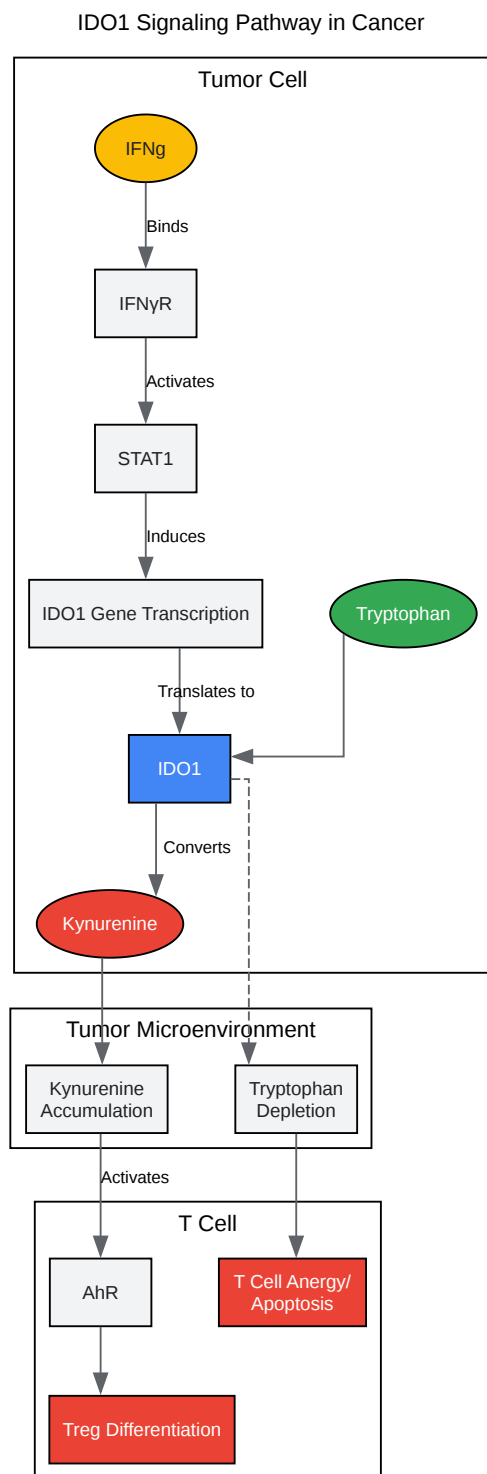 IDO1 Signaling Pathway in Cancer
Tumor Cell
IFNg
Binds
IFNγR
Activates
STAT1
Induces
IDO1 Gene Transcription
Tryptophan
Translates to
IDO1
Converts
Kynurenine
Tumor Microenvironment
Kynurenine
Accumulation
Tryptophan
Depletion
Activates
T Cell
AhR
T Cell Anergy/
Apoptosis
Treg Differentiation